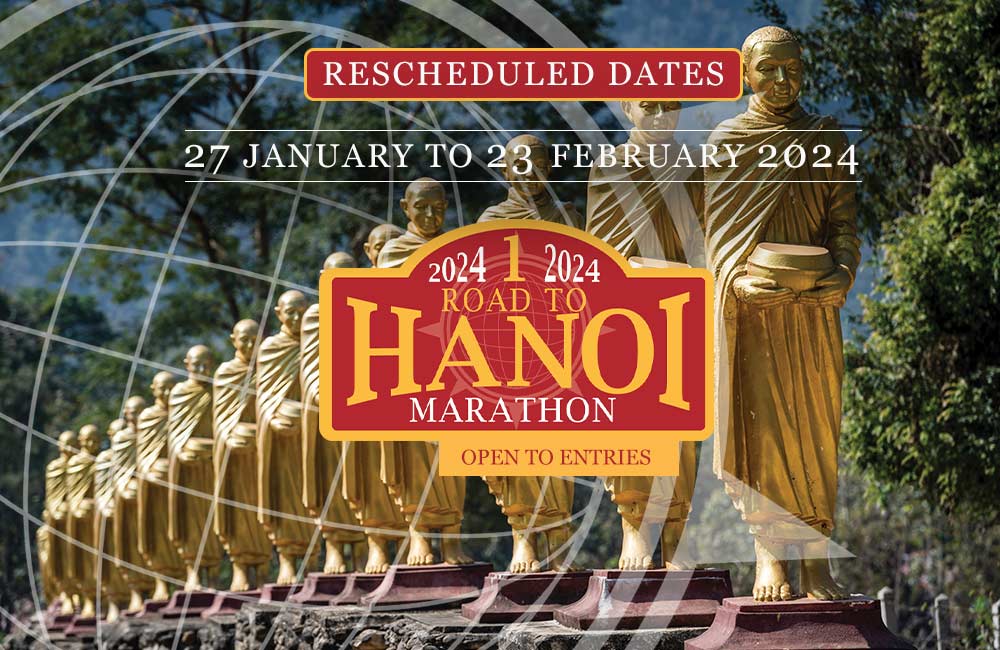 RESCHEDULED DATES
27 JANUARY TO 23 FEBRUARY 2024
2024 1 2024
ROAD TO
HANOI
MARATHON
OPEN TO ENTRIES